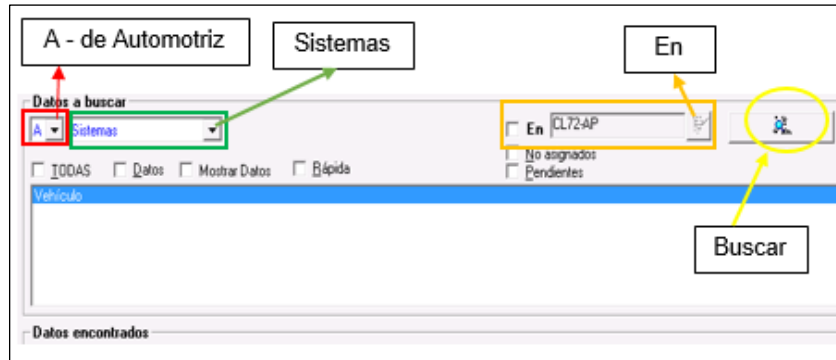 A - de Automotriz
Sistemas
En
Datos a buscar
A
Sistemas
En CL72-AP
No asignados
TODAS Datos Mostrar Datos Rápida
Pendientes
Vehículo
Buscar
Datos encontrados